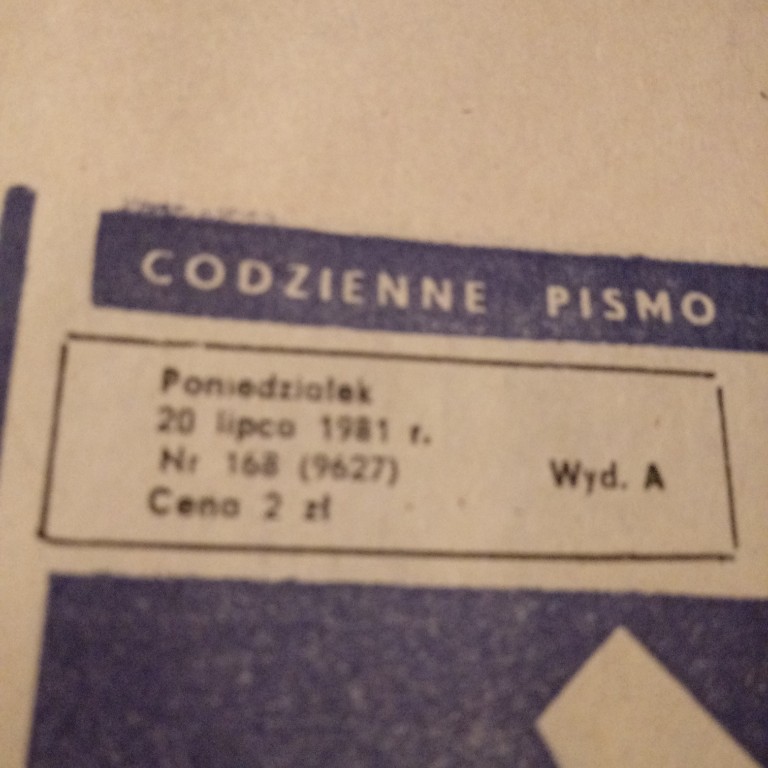 CODZIENNE PISMO
Poniedziałek
20 lipca 1981 r.
Nr 168 (9627)
Wyd. A
Cena 2 zł